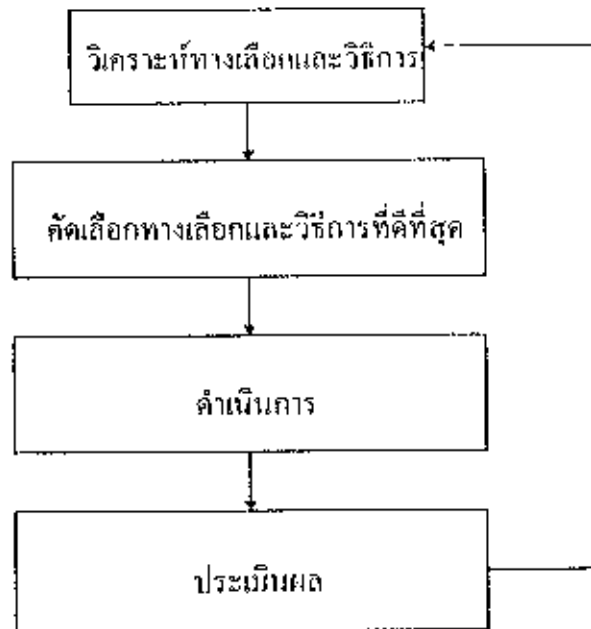 วิเคราะห์ทางเลือกและวิธีการ
คัดเลือกทางเลือกและวิธีการที่ดีที่สุด
ดำเนินการ
ประเมินผล